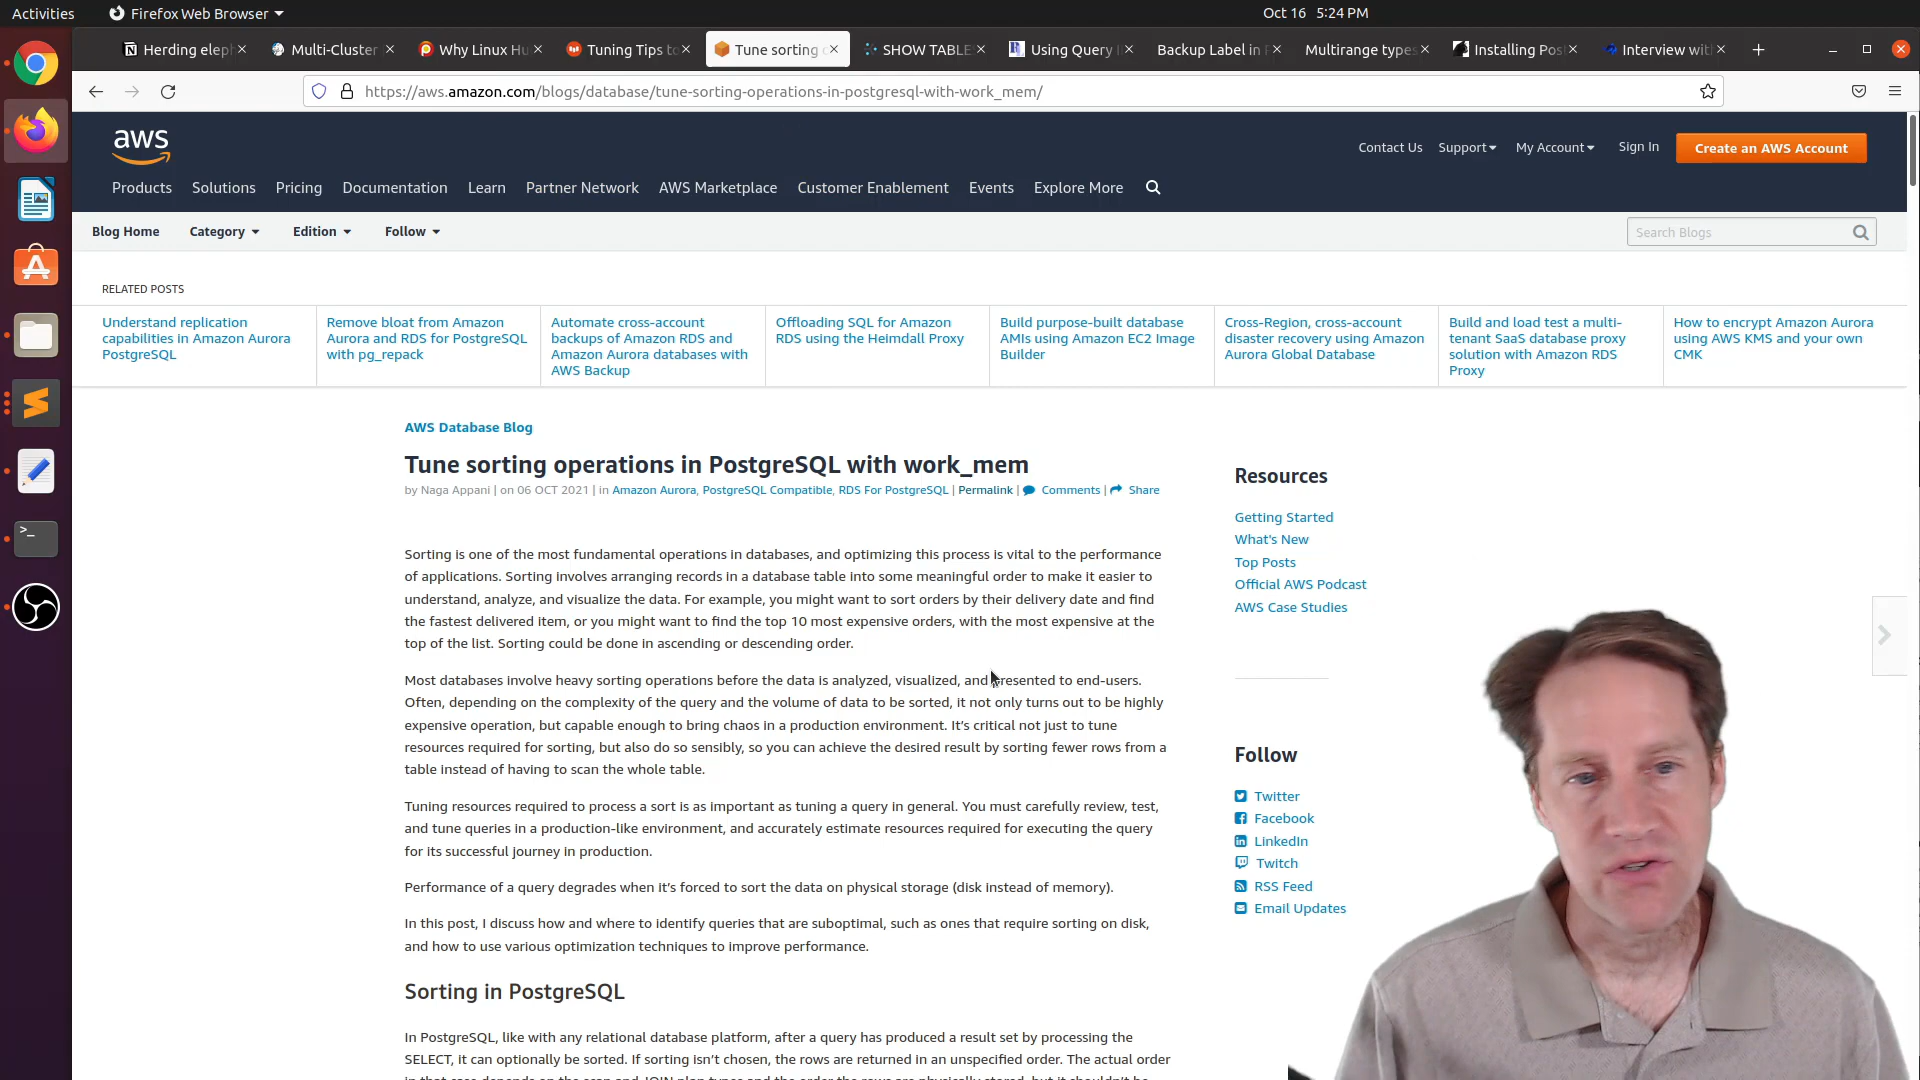 Activities
Firefox Web Browser
Oct 16 5:24 PM
Herding elep
Multi-Cluster
Why Linux Hu
Tuning Tips to
Tune sorting
SHOW TABLE
Using Query
Backup Label in
Multirange types
Installing Pos
Interview wit
https://aws.amazon.com/blogs/database/tune-sorting-operations-in-postgresql-with-work_mem/
aws
Contact Us
Support
My Account
Sign In
Create an AWS Account
Products
Solutions
Pricing
Documentation
Learn
Partner Network
AWS Marketplace
Customer Enablement
Events
Explore More
Blog Home
Category
Edition
Follow
Search Blogs
RELATED POSTS
Understand replication
capabilities in Amazon Aurora
PostgreSQL
Remove bloat from Amazon
Aurora and RDS for PostgreSQL
with pg_repack
Automate cross-account
backups of Amazon RDS and
Amazon Aurora databases with
AWS Backup
Offloading SQL for Amazon
RDS using the Heimdall Proxy
Build purpose-built database
AMIs using Amazon EC2 Image
Builder
Cross-Region, cross-account
disaster recovery using Amazon
Aurora Global Database
Build and load test a multi-
tenant SaaS database proxy
solution with Amazon RDS
Proxy
How to encrypt Amazon Aurora
using AWS KMS and your own
CMK
AWS Database Blog
Tune sorting operations in PostgreSQL with work_mem
by Naga Appani | on 06 OCT 2021 | in Amazon Aurora, PostgreSQL Compatible, RDS For PostgreSQL | Permalink | Comments | Share
Sorting is one of the most fundamental operations in databases, and optimizing this process is vital to the performance
of applications. Sorting involves arranging records in a database table into some meaningful order to make it easier to
understand, analyze, and visualize the data. For example, you might want to sort orders by their delivery date and find
the fastest delivered item, or you might want to find the top 10 most expensive orders, with the most expensive at the
top of the list. Sorting could be done in ascending or descending order.
Most databases involve heavy sorting operations before the data is analyzed, visualized, and presented to end-users.
Often, depending on the complexity of the query and the volume of data to be sorted, it not only turns out to be highly
expensive operation, but capable enough to bring chaos in a production environment. It's critical not just to tune
resources required for sorting, but also do so sensibly, so you can achieve the desired result by sorting fewer rows from a
table instead of having to scan the whole table.
Tuning resources required to process a sort is as important as tuning a query in general. You must carefully review, test,
and tune queries in a production-like environment, and accurately estimate resources required for executing the query
for its successful journey in production.
Performance of a query degrades when it's forced to sort the data on physical storage (disk instead of memory).
In this post, I discuss how and where to identify queries that are suboptimal, such as ones that require sorting on disk,
and how to use various optimization techniques to improve performance.
Sorting in PostgreSQL
In PostgreSQL, like with any relational database platform, after a query has produced a result set by processing the
SELECT, it can optionally be sorted. If sorting isn't chosen, the rows are returned in an unspecified order. The actual order
Resources
Getting Started
What's New
Top Posts
Official AWS Podcast
AWS Case Studies
Follow
Twitter
Facebook
LinkedIn
Twitch
RSS Feed
Email Updates